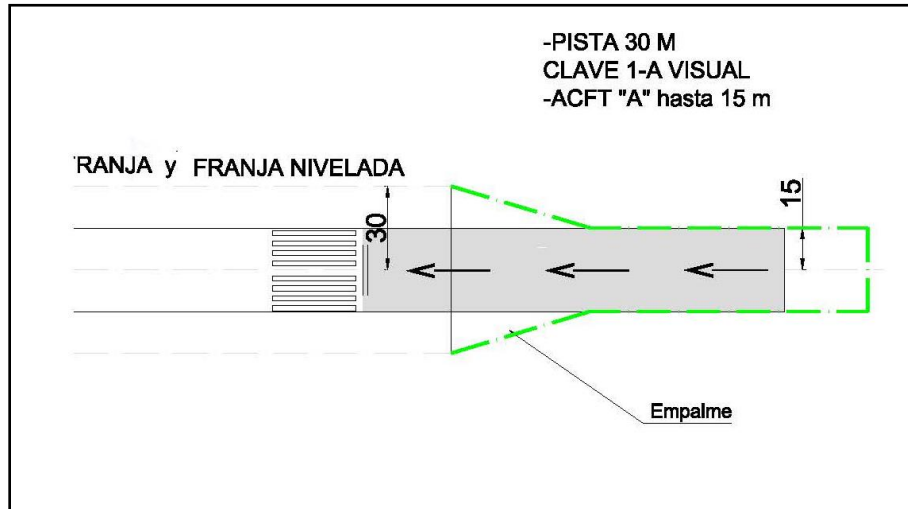 -PISTA 30 M
CLAVE 1-A VISUAL
-ACFT "A" hasta 15 m
RANJA y FRANJA NIVELADA
30
15
Empalme